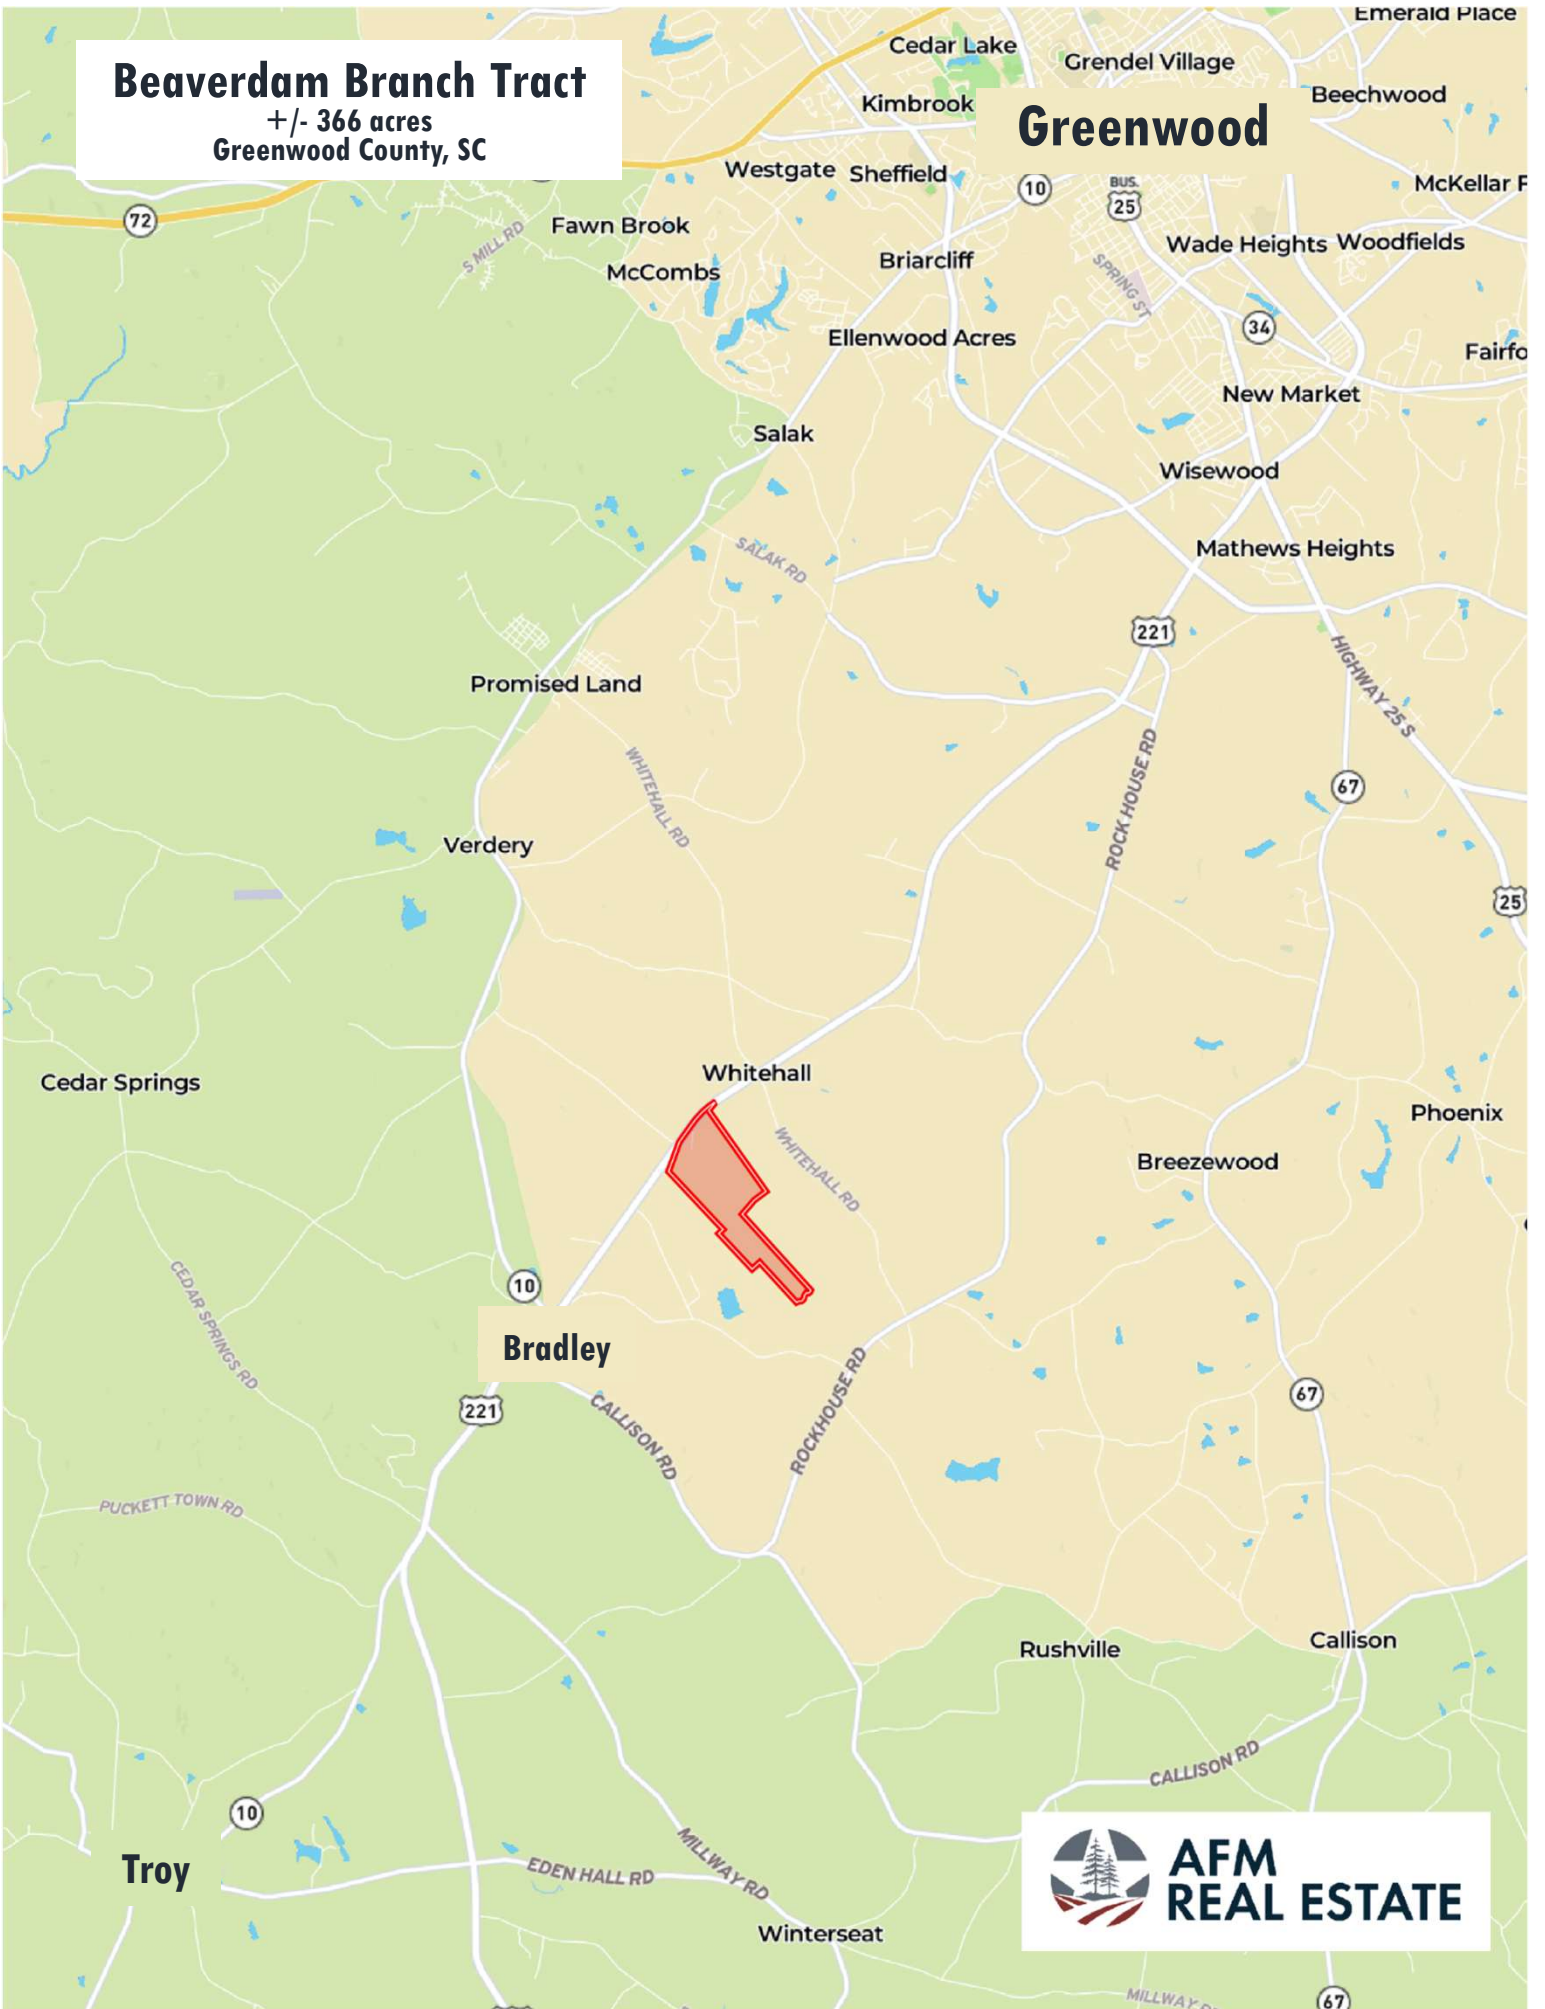 Emerald Place
Beaverdam Branch Tract
+/- 366 acres
Greenwood County, SC
Cedar Lake
Grendel Village
Kimbrook
Beechwood
Greenwood
Westgate
Sheffield
10
BUS.
25
McKellar F
72
S MILL RD
Fawn Brook
McCombs
Briarcliff
Wade Heights
Woodfields
SPRING ST
34
Ellenwood Acres
Fairfo
New Market
Salak
Wisewood
SALAK RD
Mathews Heights
221
HIGHWAY 25 S
Promised Land
WHITEHALL RD
ROCK HOUSE RD
67
Verdery
25
Whitehall
Cedar Springs
Phoenix
WHITEHALL RD
Breezewood
CEDAR SPRINGS RD
10
Bradley
221
CALLISON RD
ROCKHOUSE RD
67
PUCKETT TOWN RD
Rushville
Callison
CALLISON RD
10
Troy
EDEN HALL RD
MILLWAY RD
AFM
REAL ESTATE
Winterseat
MILLWAY
67